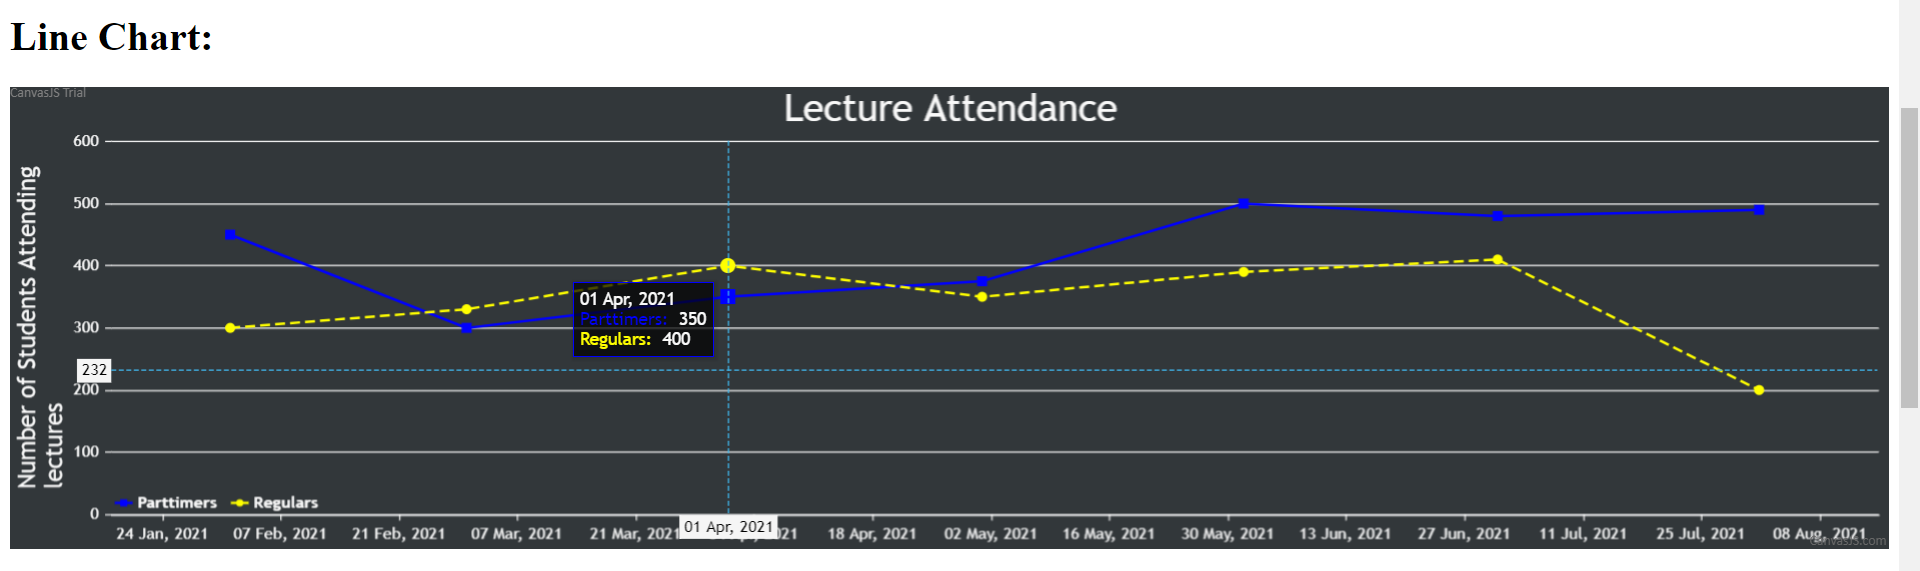 Line Chart:
CanvasJS Trial
Lecture Attendance
Number of Students Attending
lectures
600
500
400
300
232
200
100
0
01 Apr, 2021
Parttimers: 350
Regulars: 400
Parttimers Regulars
24 Jan, 2021 07 Feb, 2021 21 Feb, 2021 07 Mar, 2021 21 Mar, 2021 01 Apr, 2021 18 Apr, 2021 02 May, 2021 16 May, 2021 30 May, 2021 13 Jun, 2021 27 Jun, 2021 11 Jul, 2021 25 Jul, 2021 08 Aug, 2021
CanvasJS.com